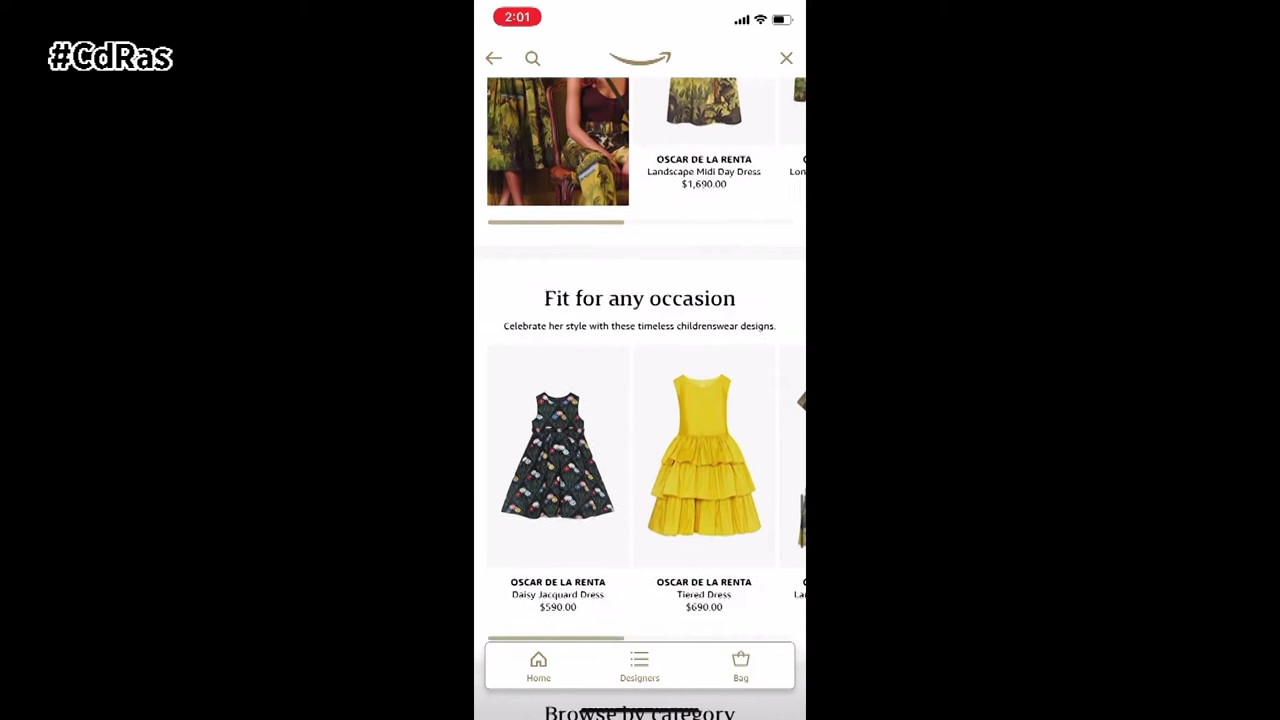 2:01
#CdRas
OSCAR DE LA RENTA
Landscape Midi Day Dress
$1,690.00
Fit for any occasion
Celebrate her style with these timeless childrenswear designs.
OSCAR DE LA RENTA
Daisy Jacquard Dress
$590.00
OSCAR DE LA RENTA
Tiered Dress
$690.00
Home
Designers
Bag
Browse by category